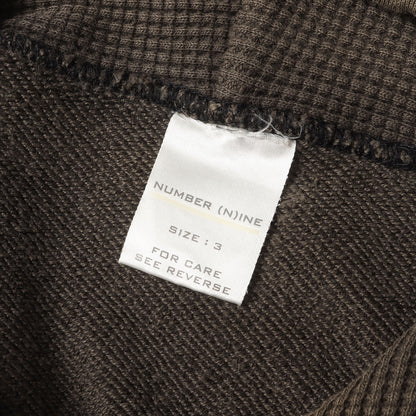 NUMBER (N)INE
SIZE : 3
FOR CARE
SEE REVERSE